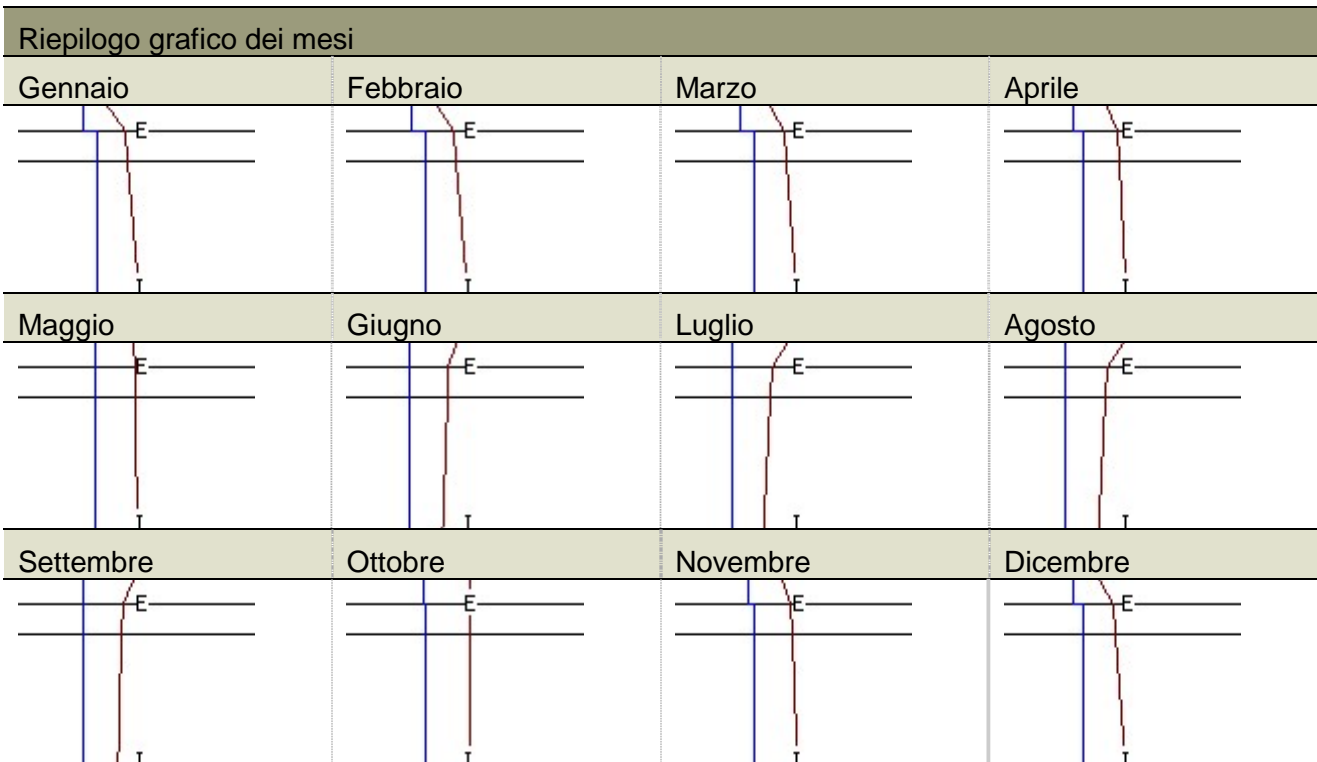 Riepilogo grafico dei mesi
Gennaio Febbraio Marzo Aprile
E E E E
Maggio Giugno Luglio Agosto
E E E E
Settembre Ottobre Novembre Dicembre
E E E E